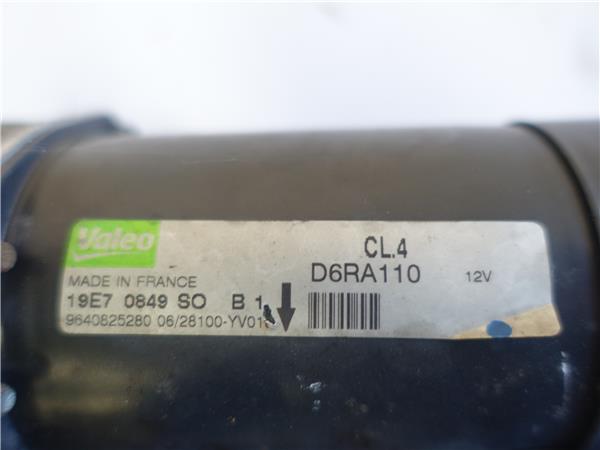 Valeo
CL.4
MADE IN FRANCE
D6RA110 12V
19E7 0849 SO B 1
9640825280 06/28100-YV01